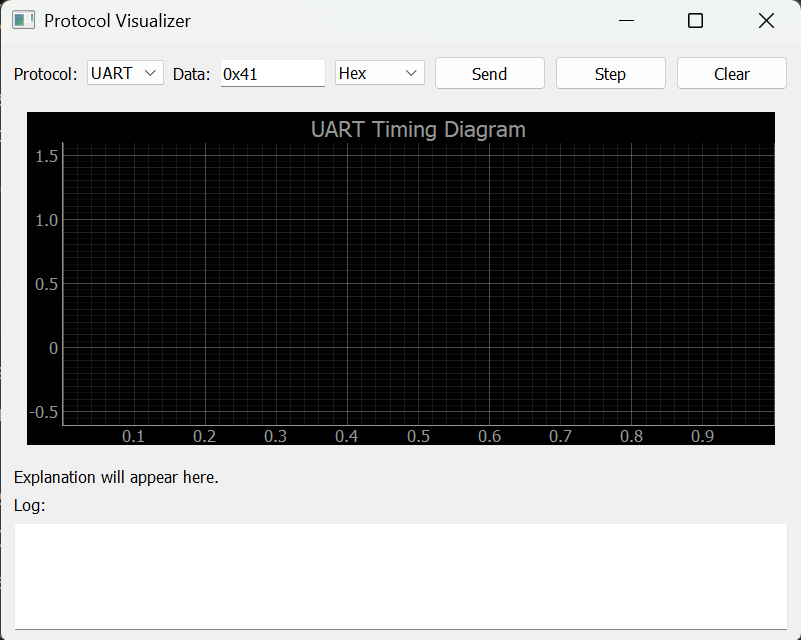 Protocol Visualizer
Protocol: UART Data: 0x41 Hex Send Step Clear
UART Timing Diagram
1.5
1.0
0.5
0
-0.5
0.1 0.2 0.3 0.4 0.5 0.6 0.7 0.8 0.9
Explanation will appear here.
Log: